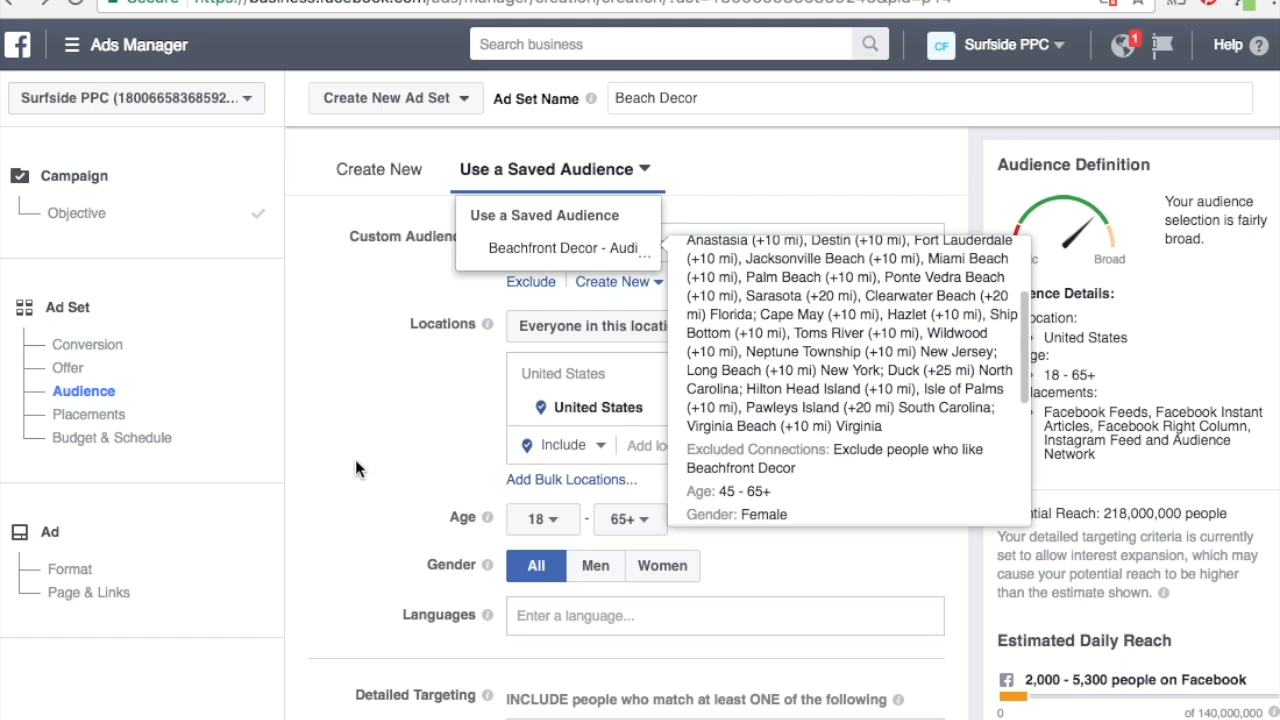 Secure
Ads Manager
Search business
CF
Surfside PPC
1
Help
Surfside PPC (18006658368592...
Create New Ad Set
Ad Set Name
Beach Decor
Campaign
Objective
Ad Set
Conversion
Offer
Audience
Placements
Budget & Schedule
Ad
Format
Page & Links
Create New
Use a Saved Audience
Use a Saved Audience
Beachfront Decor - Audi...
Custom Audienc
Exclude
Create New
Locations
Everyone in this locati
United States
United States
Include
Add lo
Add Bulk Locations...
Age
18
-
65+
Gender
All
Men
Women
Languages
Enter a language...
Detailed Targeting
INCLUDE people who match at least ONE of the following
Anastasia (+10 mi), Destin (+10 mi), Fort Lauderdale
(+10 mi), Jacksonville Beach (+10 mi), Miami Beach
(+10 mi), Palm Beach (+10 mi), Ponte Vedra Beach
(+10 mi), Sarasota (+20 mi), Clearwater Beach (+20
mi) Florida; Cape May (+10 mi), Hazlet (+10 mi), Ship
Bottom (+10 mi), Toms River (+10 mi), Wildwood
(+10 mi), Neptune Township (+10 mi) New Jersey;
Long Beach (+10 mi) New York; Duck (+25 mi) North
Carolina; Hilton Head Island (+10 mi), Isle of Palms
(+10 mi), Pawleys Island (+20 mi) South Carolina;
Virginia Beach (+10 mi) Virginia
Excluded Connections: Exclude people who like
Beachfront Decor
Age: 45 - 65+
Gender: Female
Audience Definition
Your audience
selection is fairly
broad.
c
Broad
ence Details:
ocation:
United States
ge:
18 - 65+
lacements:
Facebook Feeds, Facebook Instant
Articles, Facebook Right Column,
Instagram Feed and Audience
Network
ntial Reach: 218,000,000 people
Your detailed targeting criteria is currently
set to allow interest expansion, which may
cause your potential reach to be higher
than the estimate shown.
Estimated Daily Reach
2,000 - 5,300 people on Facebook
0
of 140,000,000